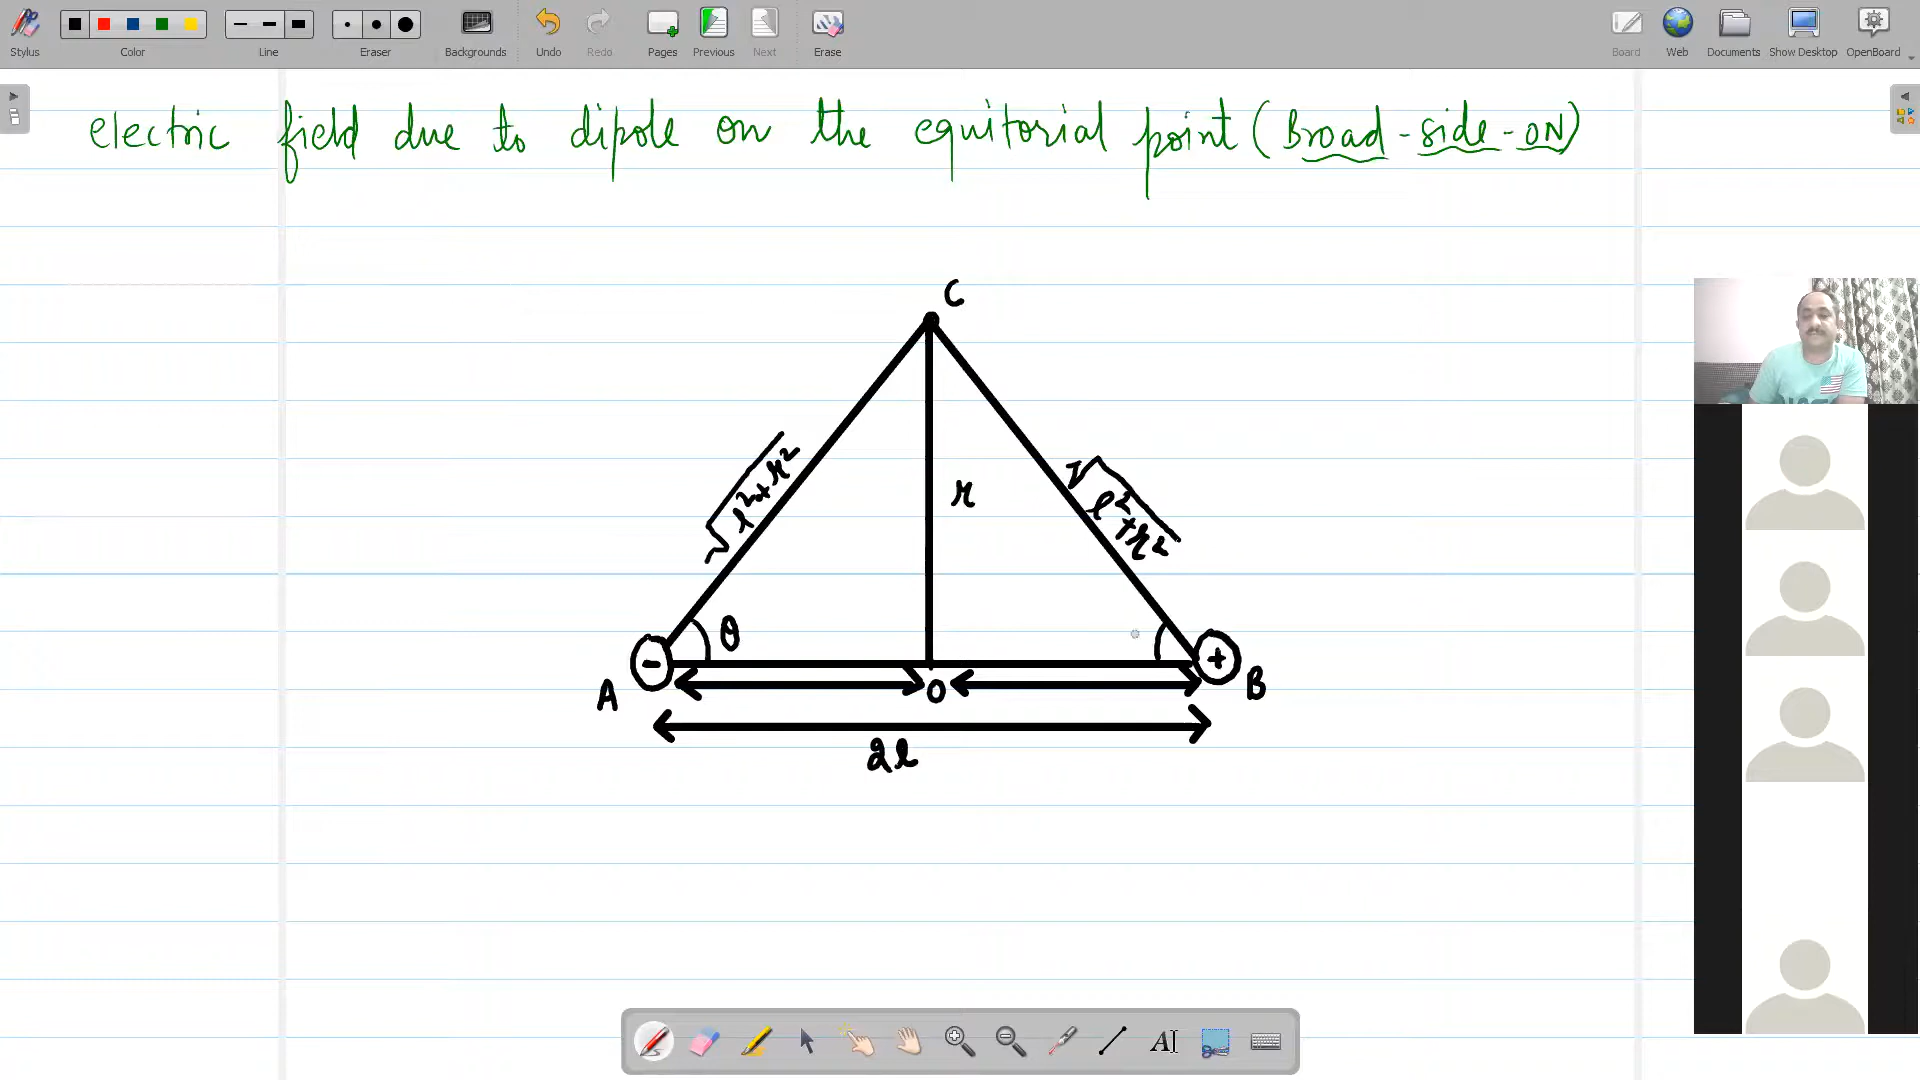 Stylus
Color
Line
Eraser
Backgrounds
Undo
Redo
Pages
Previous
Next
Erase
Board
Web
Documents
Show Desktop
OpenBoard
electric field due to dipole on the equitorial point (Broad-side-ON)
C
√l²+r²
r
√l²+r²
θ
-
+
A
O
B
2l